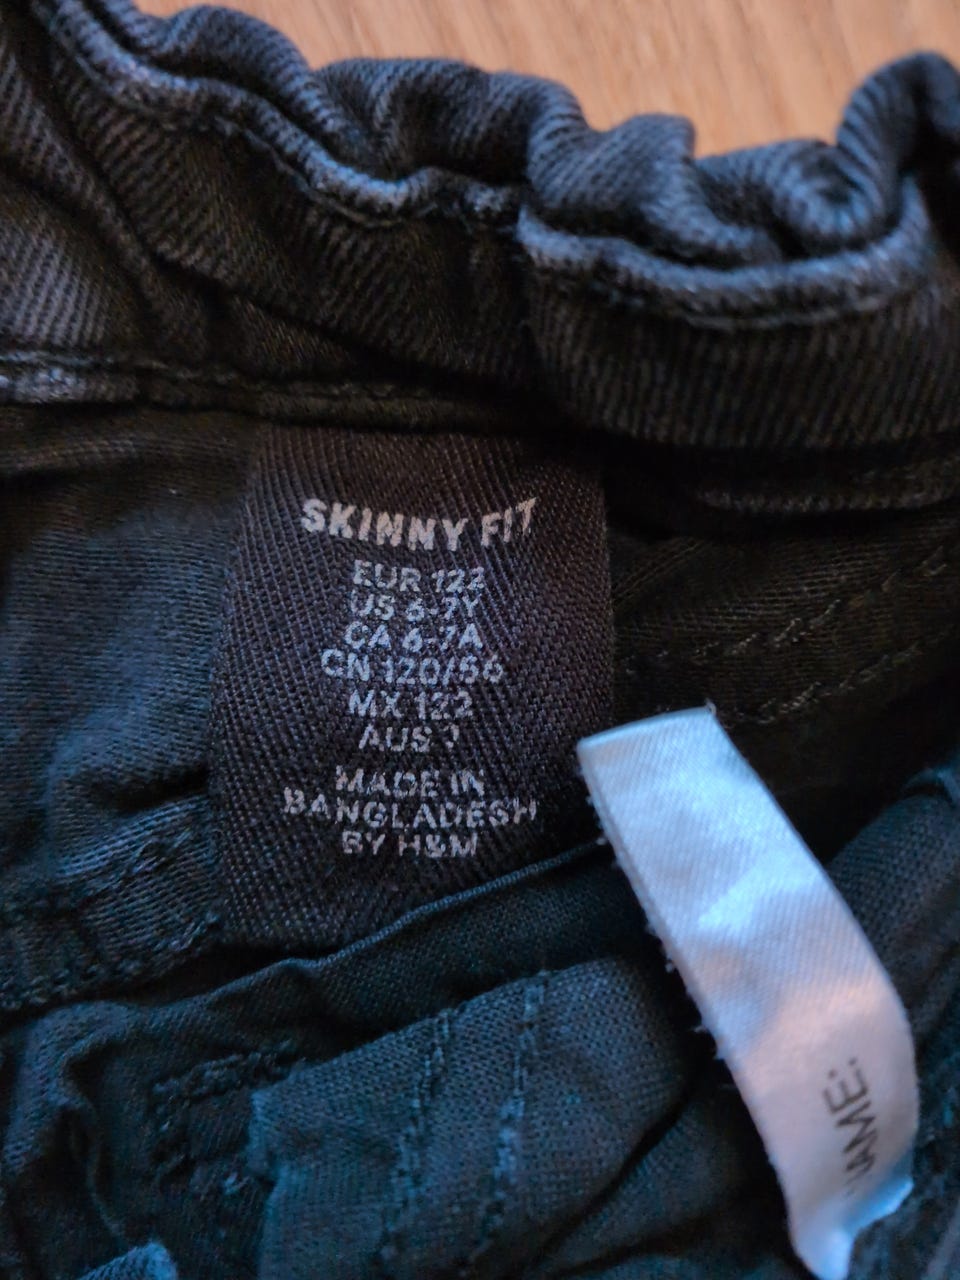 SKINNY FIT
EUR 122
US 6-7Y
CA 6-7A
CN 120/56
MX 122
AUS 7
MADE IN
BANGLADESH
BY H&M
NAME: